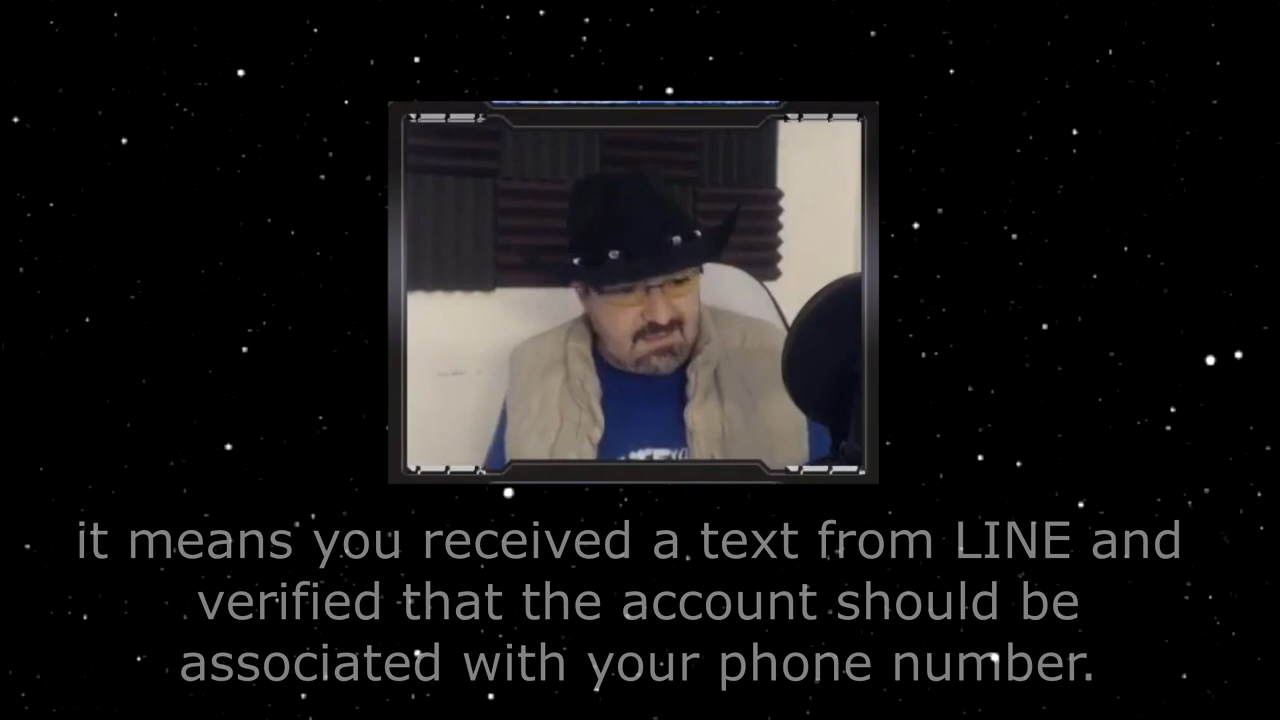 it means you received a text from LINE and
verified that the account should be
associated with your phone number.